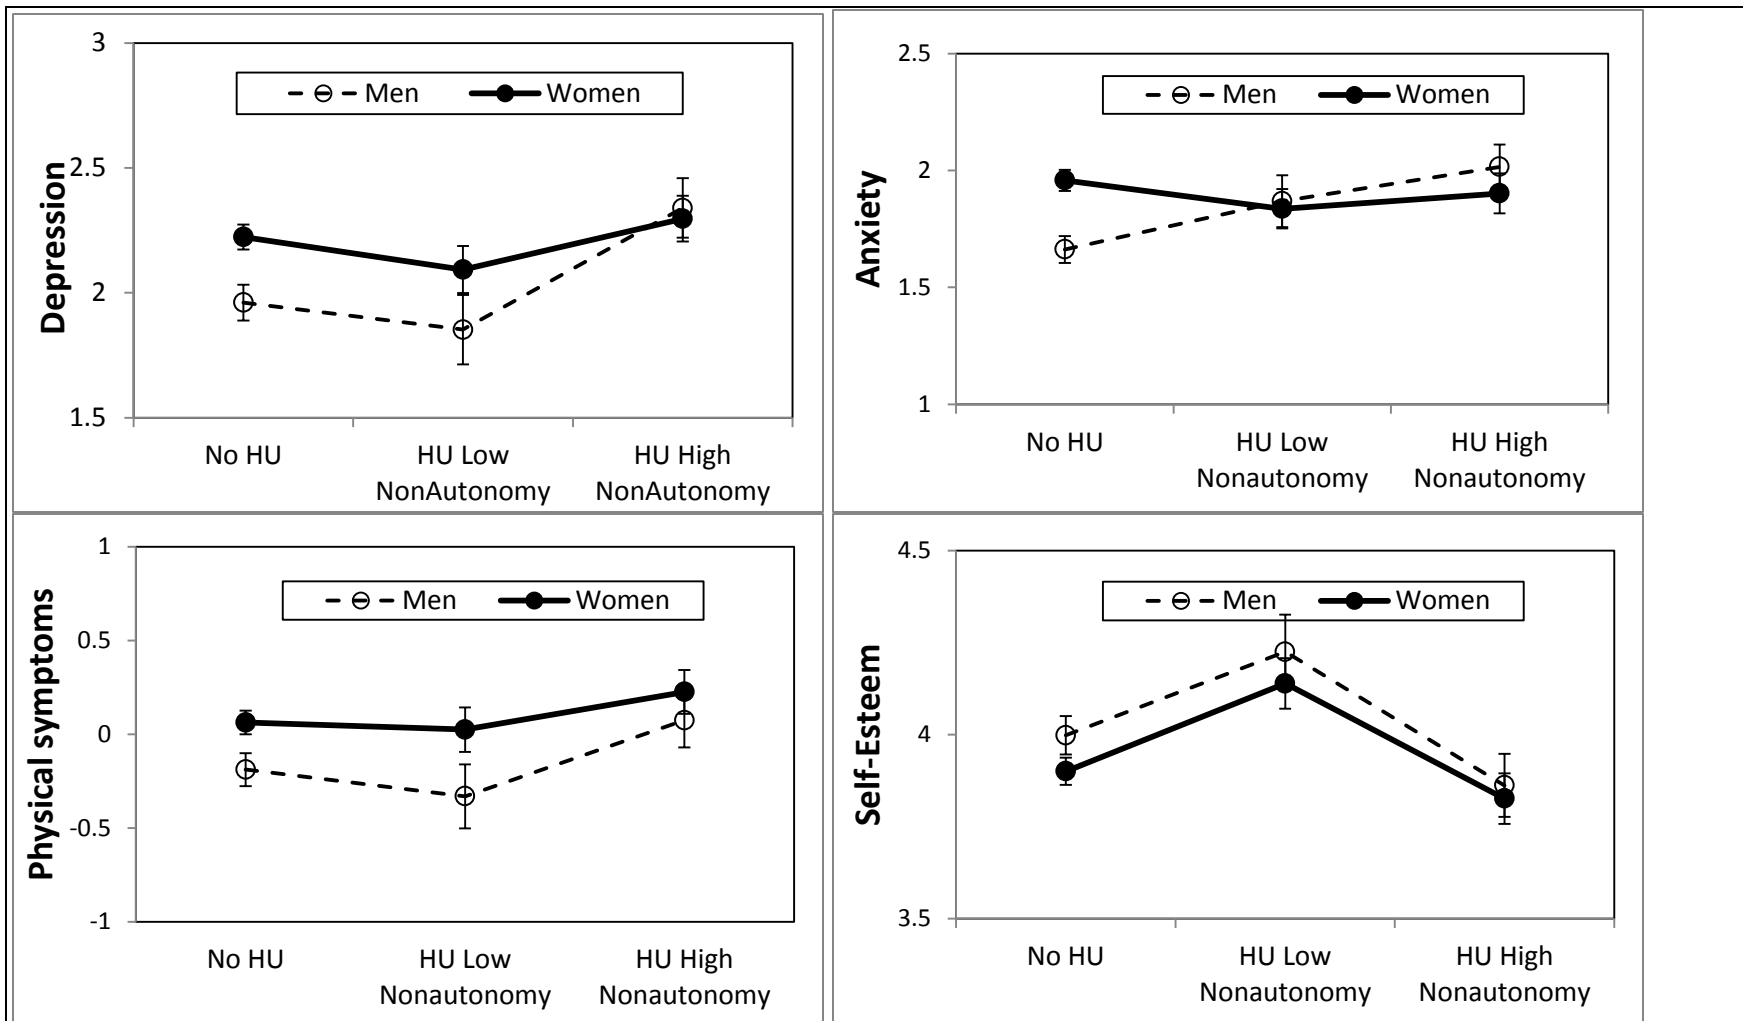 3
Men Women
2.5
2
1.5
Depression
No HU HU Low HU High
NonAutonomy NonAutonomy
2.5
Men Women
2
1.5
1
Anxiety
No HU HU Low HU High
Nonautonomy Nonautonomy
1
Men Women
0.5
0
-0.5
-1
Physical symptoms
No HU HU Low HU High
Nonautonomy Nonautonomy
4.5
Men Women
4
3.5
Self-Esteem
No HU HU Low HU High
Nonautonomy Nonautonomy